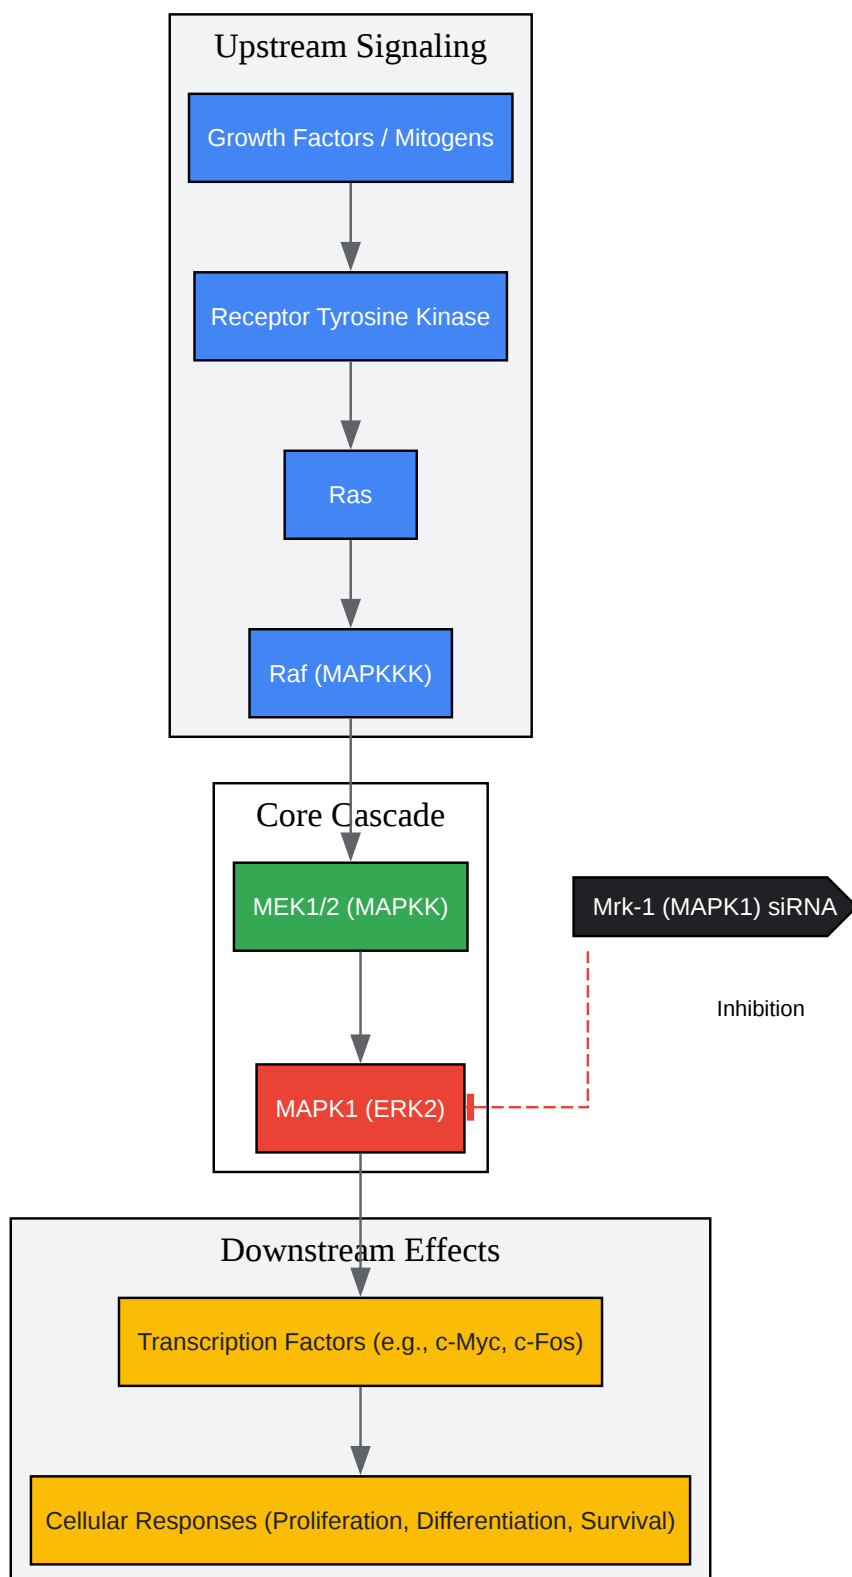 Upstream Signaling
Growth Factors / Mitogens
Receptor Tyrosine Kinase
Ras
Raf (MAPKKK)
Core Cascade
MEK1/2 (MAPKK)
Mrk-1 (MAPK1) siRNA
Inhibition
MAPK1 (ERK2)
Downstream Effects
Transcription Factors (e.g., c-Myc, c-Fos)
Cellular Responses (Proliferation, Differentiation, Survival)